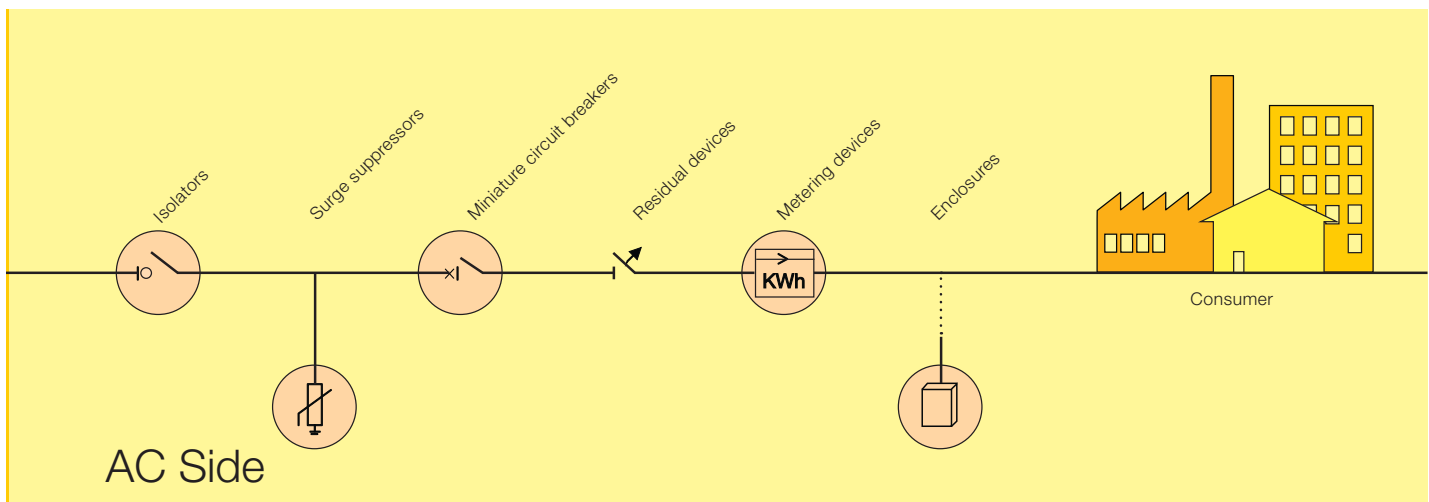 Isolators
Surge suppressors
Miniature circuit breakers
Residual devices
Metering devices
Enclosures
KWh
Consumer
AC Side